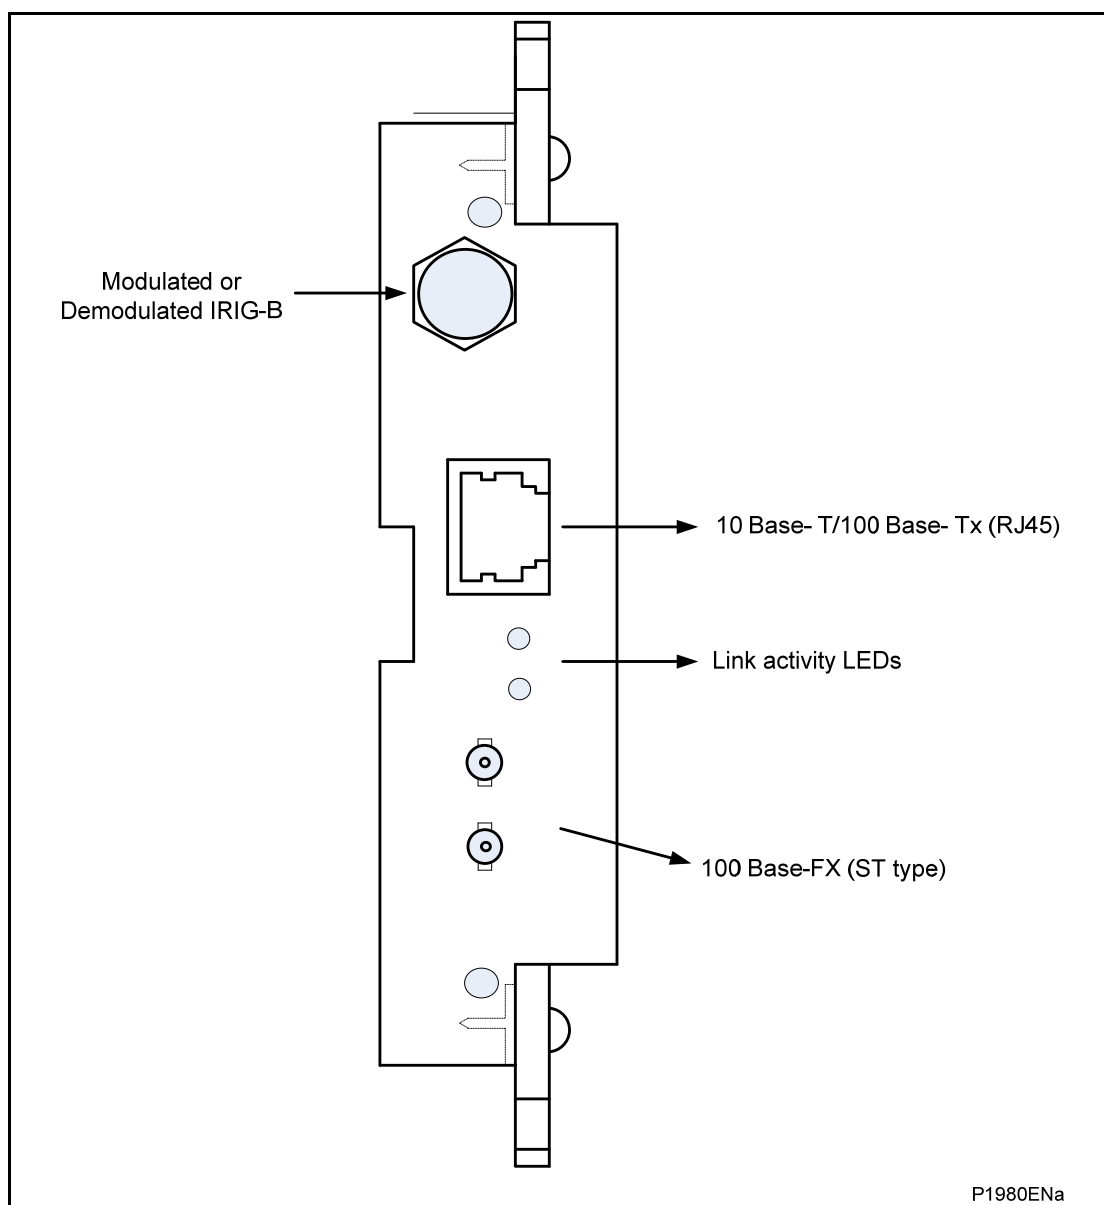 Modulated or
Demodulated IRIG-B
10 Base- T/100 Base- Tx (RJ45)
Link activity LEDs
100 Base-FX (ST type)
P1980ENa